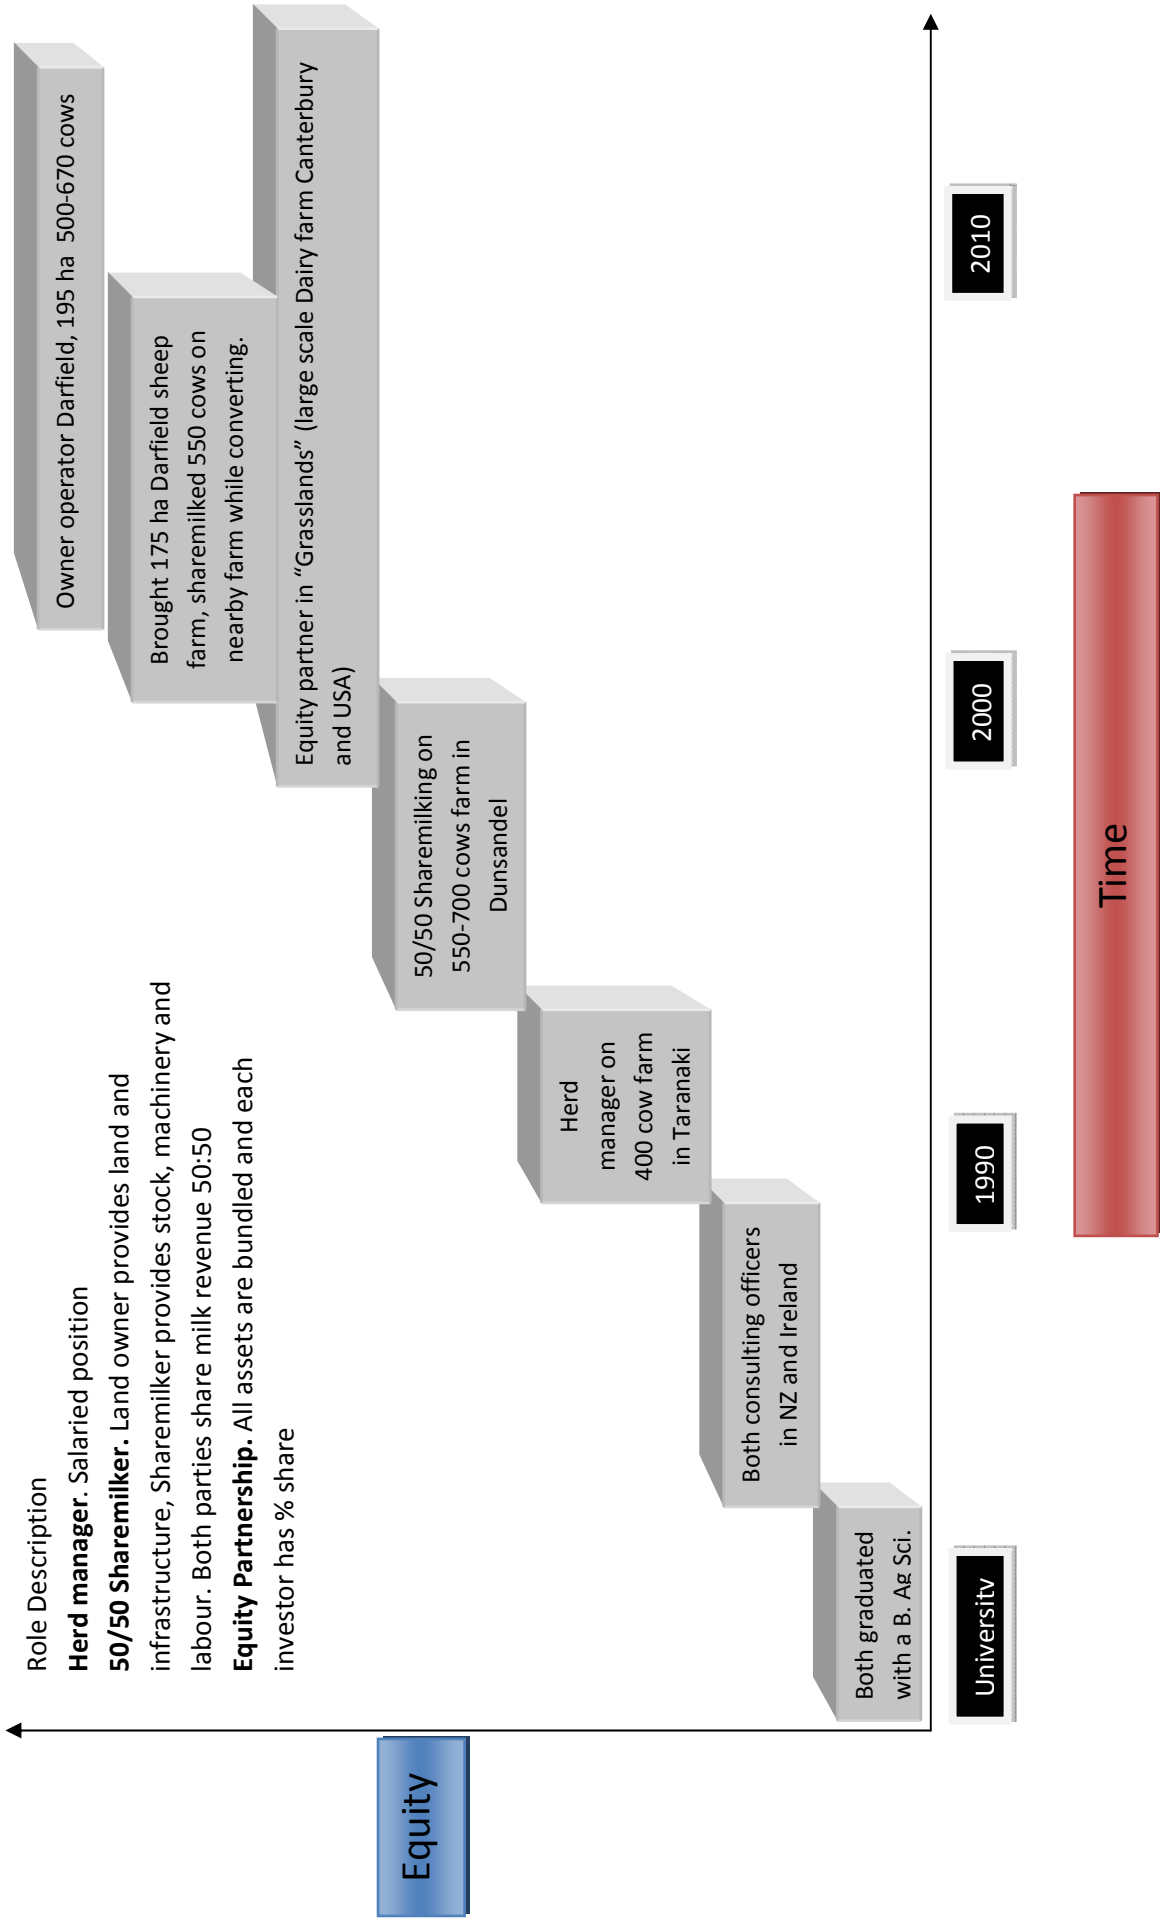 Role Description
Herd manager. Salaried position
50/50 Sharemilker. Land owner provides land and
infrastructure, Sharemilker provides stock, machinery and
labour. Both parties share milk revenue 50:50
Equity Partnership. All assets are bundled and each
investor has % share
Owner operator Darfield, 195 ha  500-670 cows
Brought 175 ha Darfield sheep
farm, sharemilked 550 cows on
nearby farm while converting.
Equity partner in “Grasslands” (large scale Dairy farm Canterbury
and USA)
50/50 Sharemilking on
550-700 cows farm in
Dunsandel
Herd
manager on
400 cow farm
in Taranaki
Both consulting officers
in NZ and Ireland
Both graduated
with a B. Ag Sci.
Equity
University
1990
2000
2010
Time